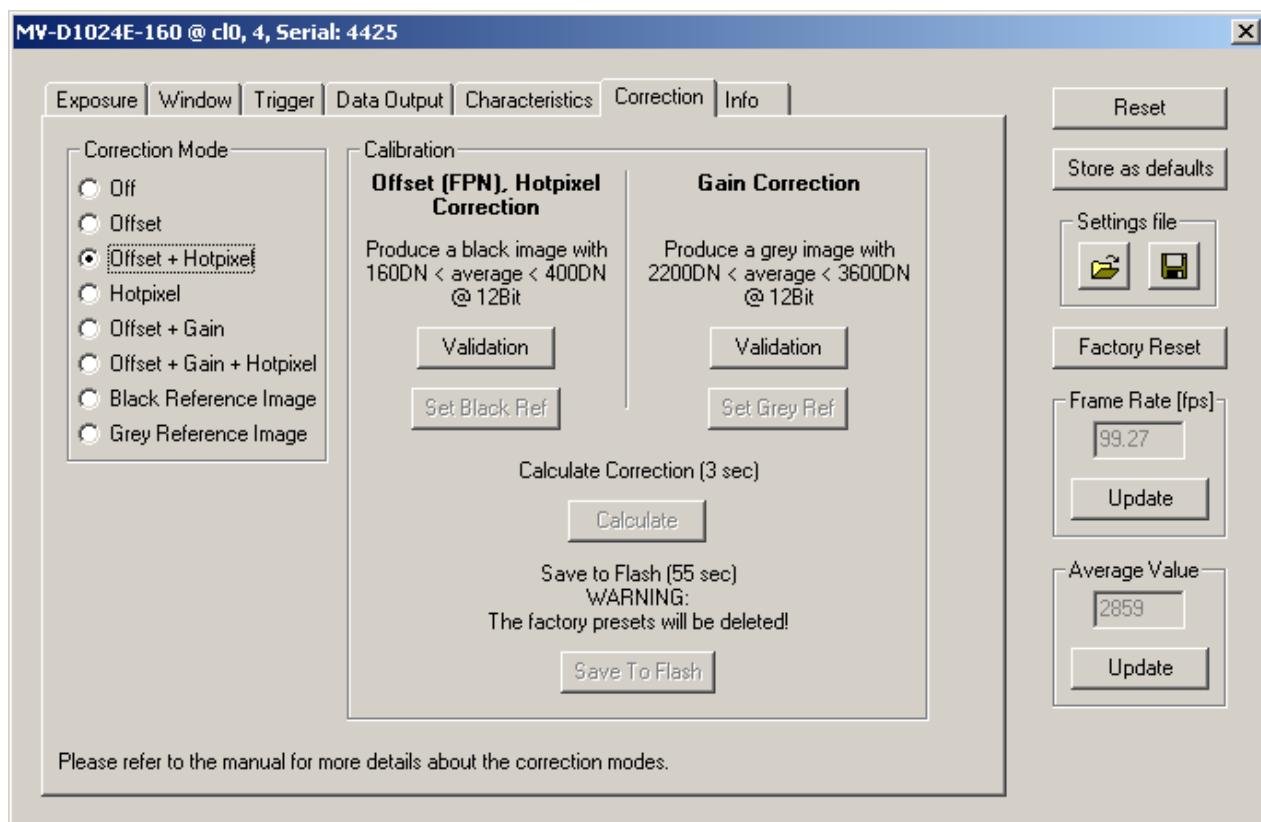 MV-D1024E-160 @ cl0, 4, Serial: 4425
Exposure
Window
Trigger
Data Output
Characteristics
Correction
Info
Correction Mode
Off
Offset
Offset + Hotpixel
Hotpixel
Offset + Gain
Offset + Gain + Hotpixel
Black Reference Image
Grey Reference Image
Calibration
Offset (FPN), Hotpixel
Correction
Produce a black image with
160DN < average < 400DN
@ 12Bit
Validation
Set Black Ref
Gain Correction
Produce a grey image with
2200DN < average < 3600DN
@ 12Bit
Validation
Set Grey Ref
Calculate Correction (3 sec)
Calculate
Save to Flash (55 sec)
WARNING:
The factory presets will be deleted!
Save To Flash
Please refer to the manual for more details about the correction modes.
Reset
Store as defaults
Settings file
Factory Reset
Frame Rate [fps]
99.27
Update
Average Value
2859
Update